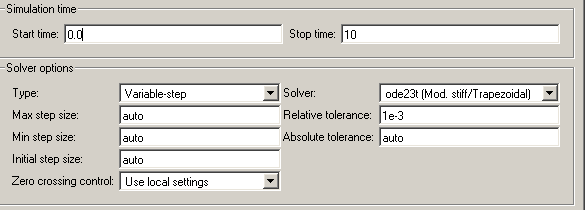 Simulation time
Start time: 0.0 Stop time: 10
Solver options
Type: Variable-step Solver: ode23t (Mod. stiff/Trapezoidal)
Max step size: auto Relative tolerance: 1e-3
Min step size: auto Absolute tolerance: auto
Initial step size: auto
Zero crossing control: Use local settings